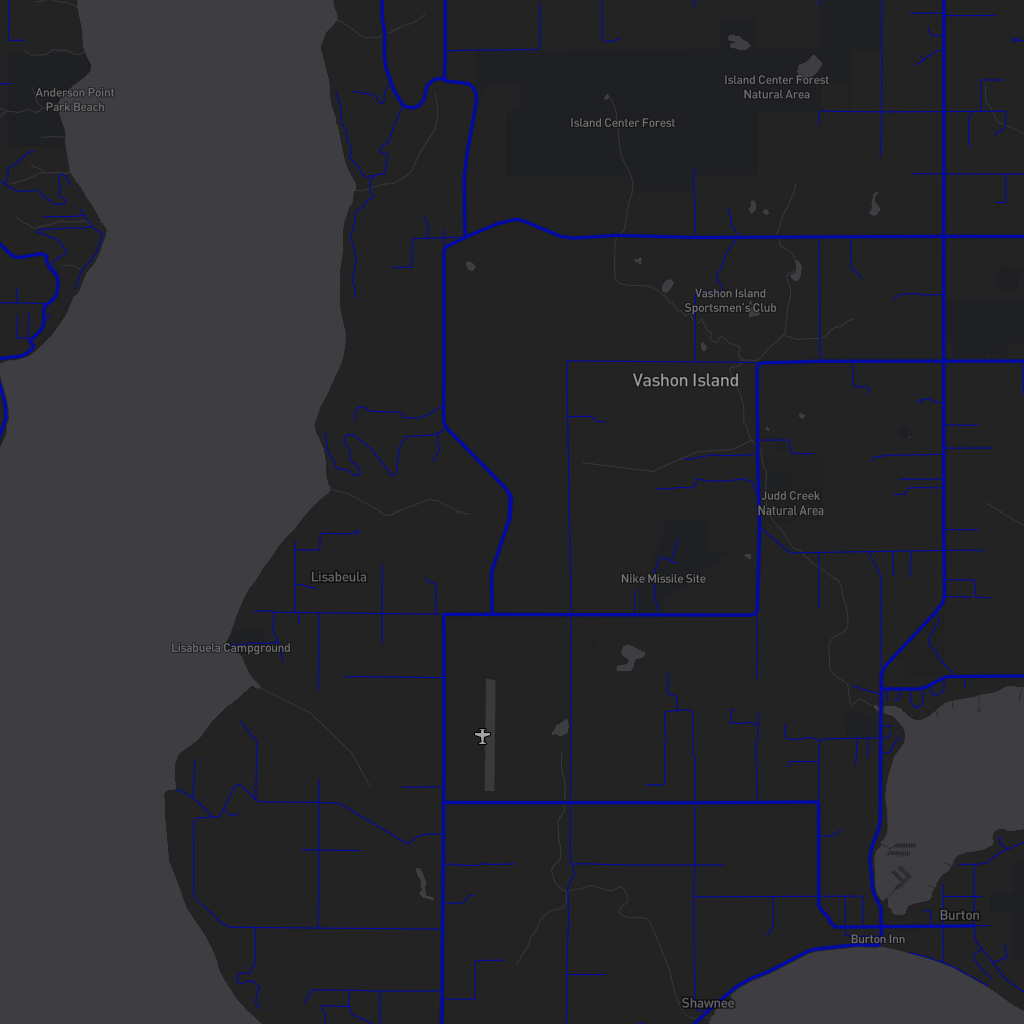 Anderson Point
Park Beach
Island Center Forest
Natural Area
Island Center Forest
Vashon Island
Sportsmen's Club
Vashon Island
Judd Creek
Natural Area
Lisabeula
Nike Missile Site
Lisabuela Campground
Burton
Burton Inn
Shawnee